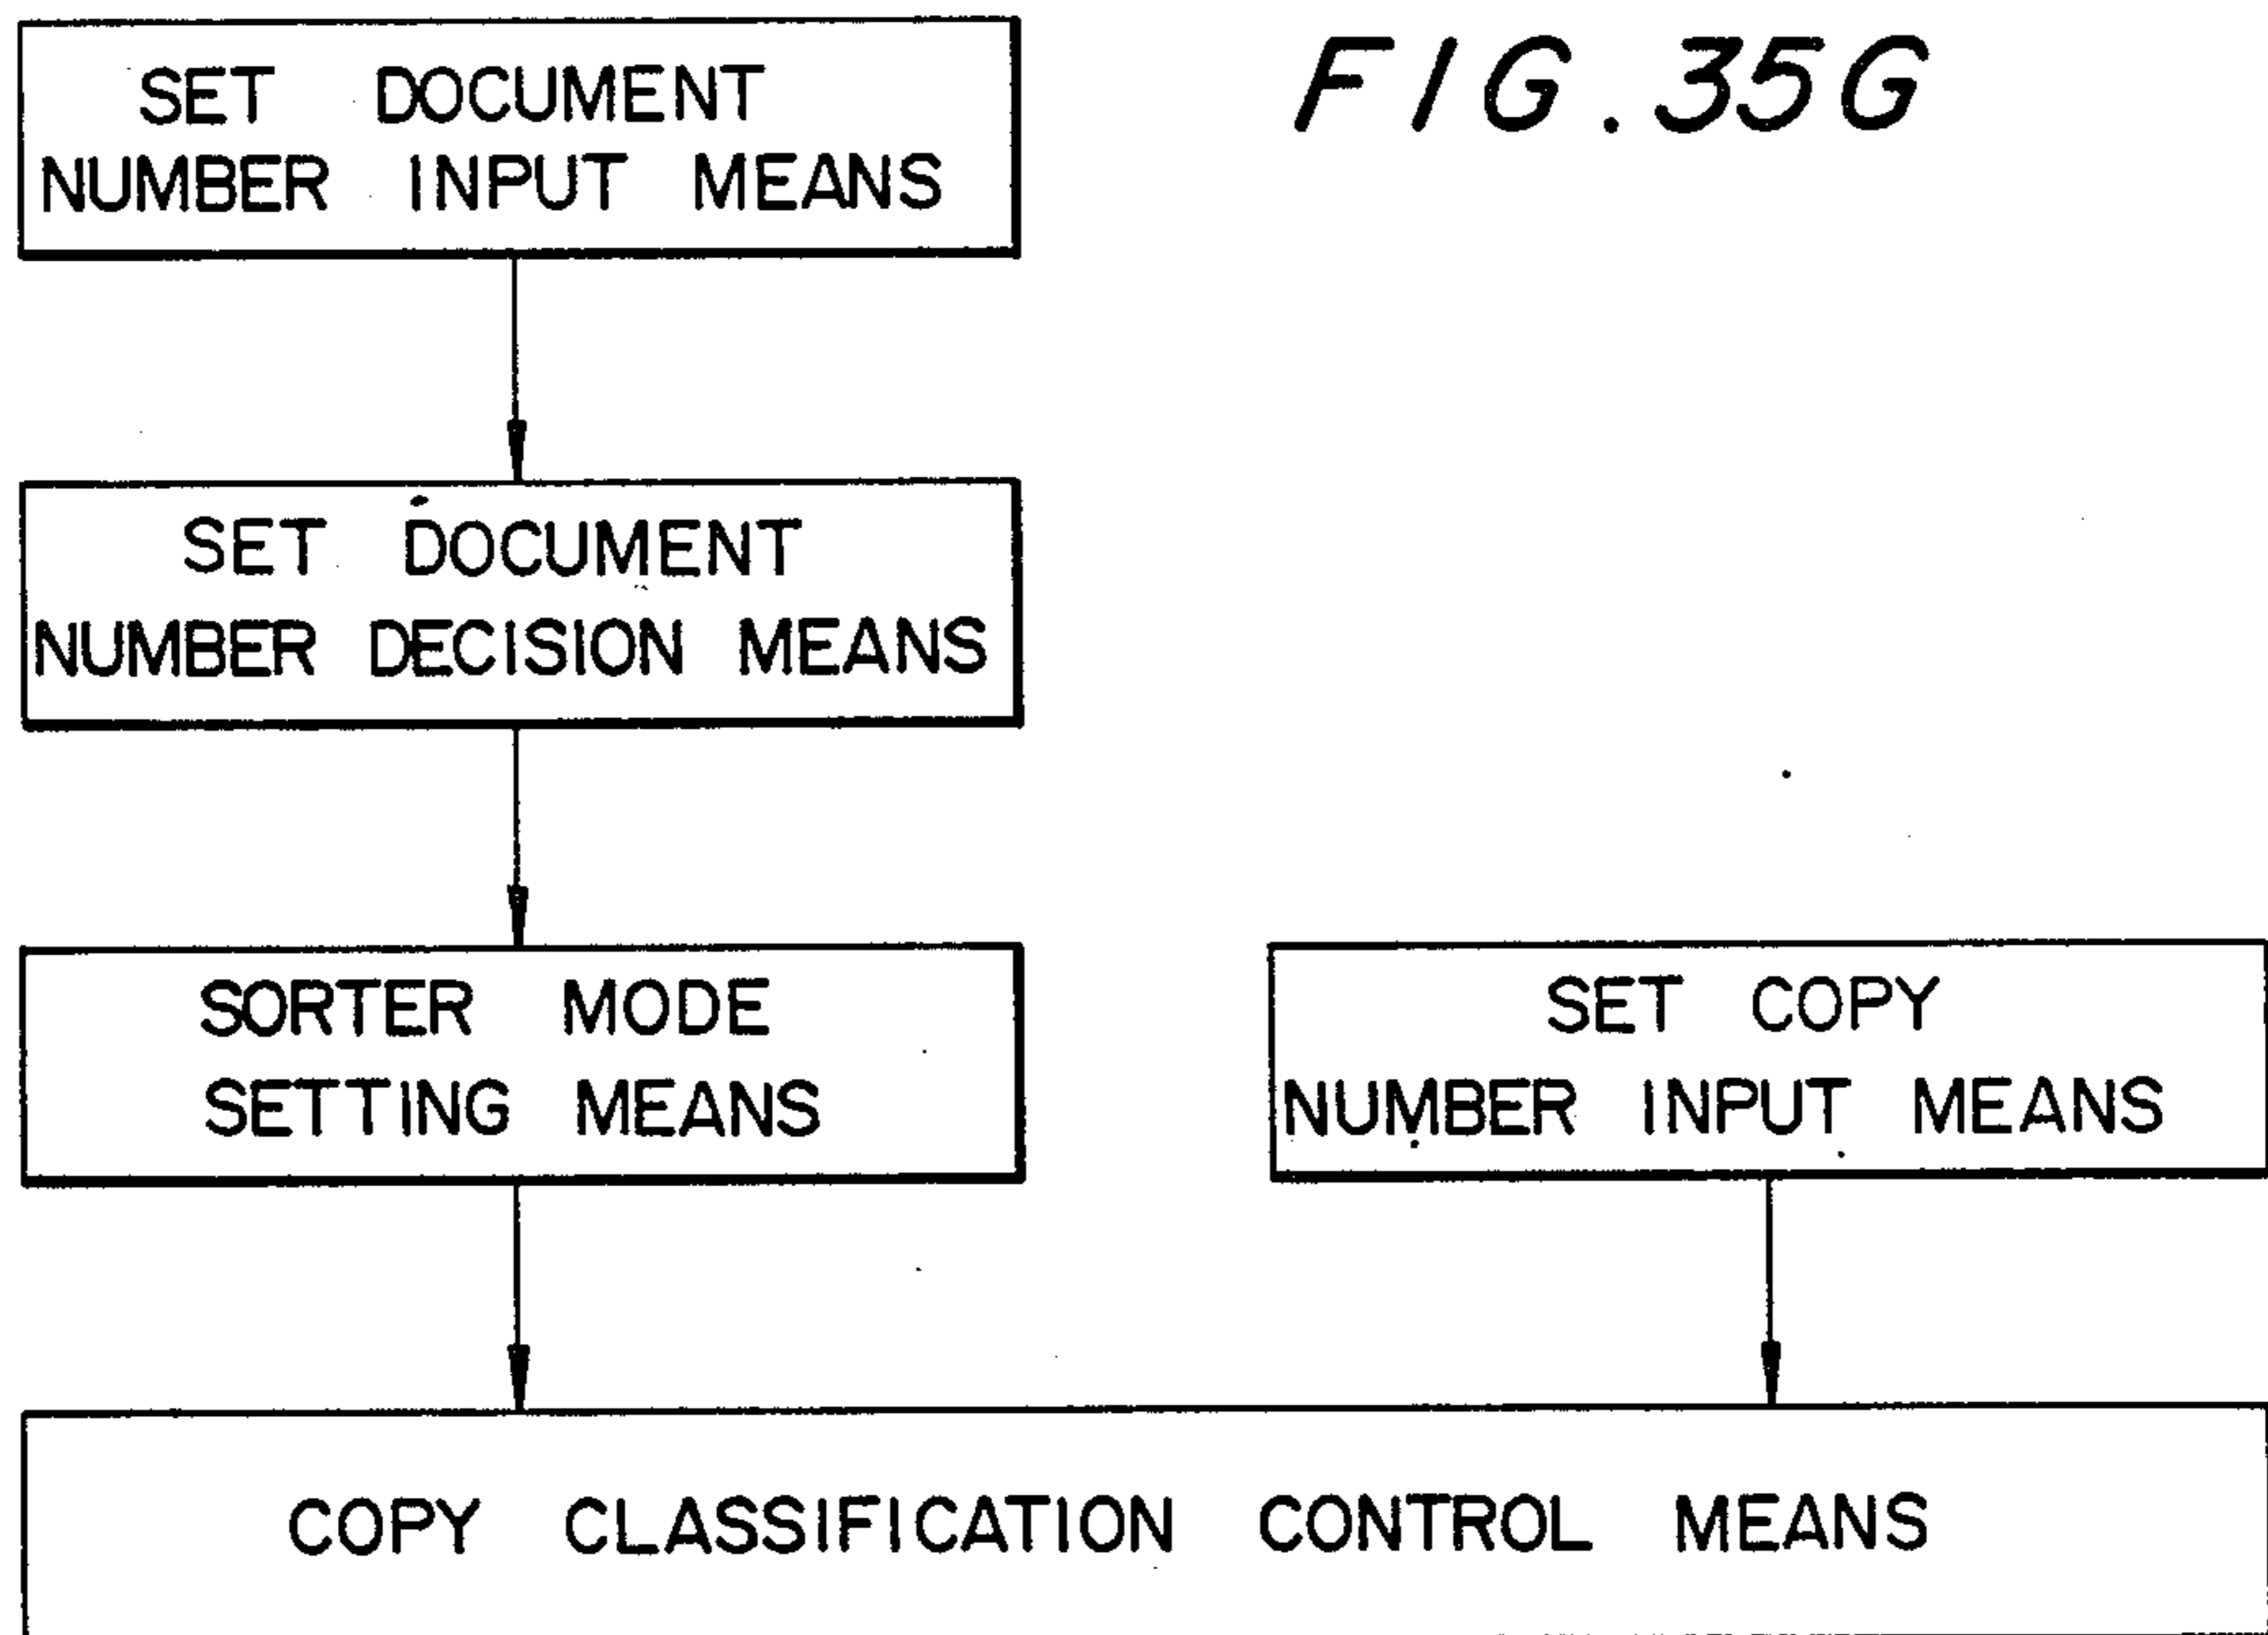 FIG. 35G
SET DOCUMENT
NUMBER INPUT MEANS
SET DOCUMENT
NUMBER DECISION MEANS
SORTER MODE
SETTING MEANS
SET COPY
NUMBER INPUT MEANS
COPY CLASSIFICATION CONTROL MEANS